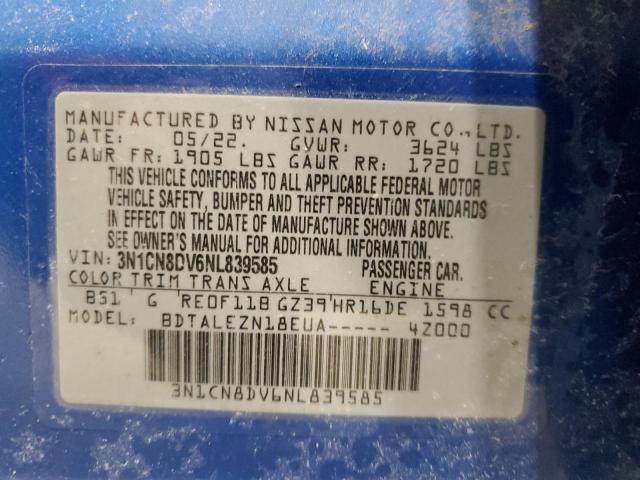 MANUFACTURED BY NISSAN MOTOR CO.,LTD.
DATE: 05/22. GVWR: 3624 LBS
GAWR FR: 1905 LBS GAWR RR: 1720 LBS
THIS VEHICLE CONFORMS TO ALL APPLICABLE FEDERAL MOTOR
VEHICLE SAFETY, BUMPER AND THEFT PREVENTION STANDARDS
IN EFFECT ON THE DATE OF MANUFACTURE SHOWN ABOVE.
SEE OWNER'S MANUAL FOR ADDITIONAL INFORMATION.
VIN: 3N1CN8DV6NL839585 PASSENGER CAR.
COLOR TRIM TRANS AXLE ENGINE
B51 G RE0F11B GZ39 HR16DE 1598 CC
MODEL: BDTALEZN18EUA----- 4Z000
3N1CN8DV6NL839585